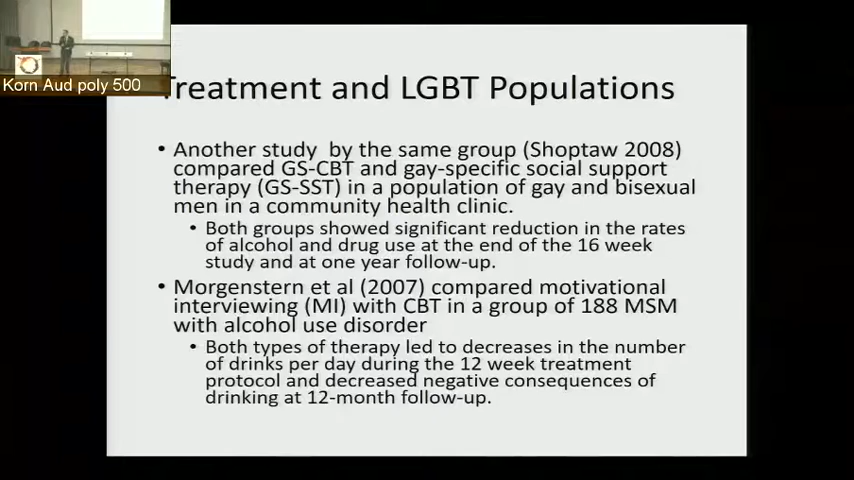 Korn Aud poly 500
Treatment and LGBT Populations
• Another study by the same group (Shoptaw 2008)
compared GS-CBT and gay-specific social support
therapy (GS-SST) in a population of gay and bisexual
men in a community health clinic.
• Both groups showed significant reduction in the rates
of alcohol and drug use at the end of the 16 week
study and at one year follow-up.
• Morgenstern et al (2007) compared motivational
interviewing (MI) with CBT in a group of 188 MSM
with alcohol use disorder
• Both types of therapy led to decreases in the number
of drinks per day during the 12 week treatment
protocol and decreased negative consequences of
drinking at 12-month follow-up.